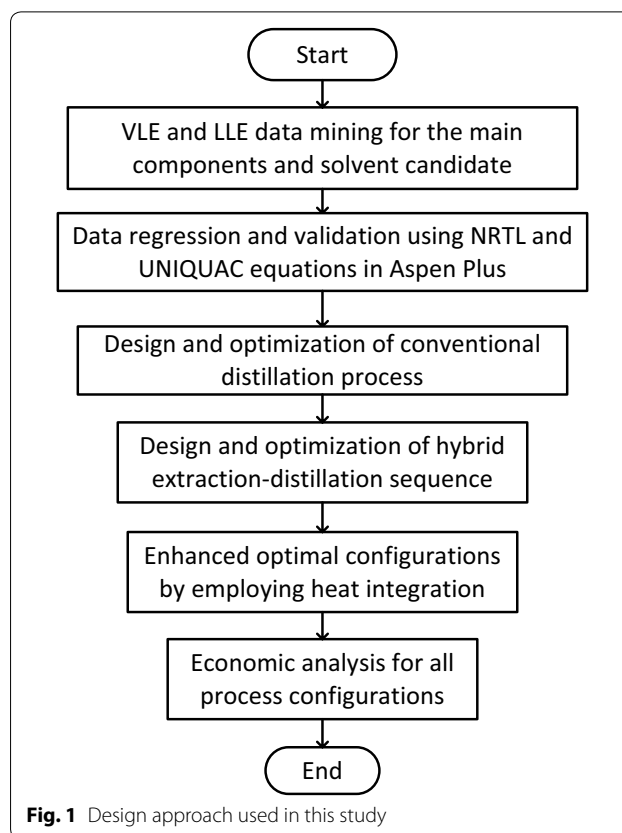 Start
VLE and LLE data mining for the main
components and solvent candidate
Data regression and validation using NRTL and
UNIQUAC equations in Aspen Plus
Design and optimization of conventional
distillation process
Design and optimization of hybrid
extraction-distillation sequence
Enhanced optimal configurations
by employing heat integration
Economic analysis for all
process configurations
End
Fig. 1 Design approach used in this study